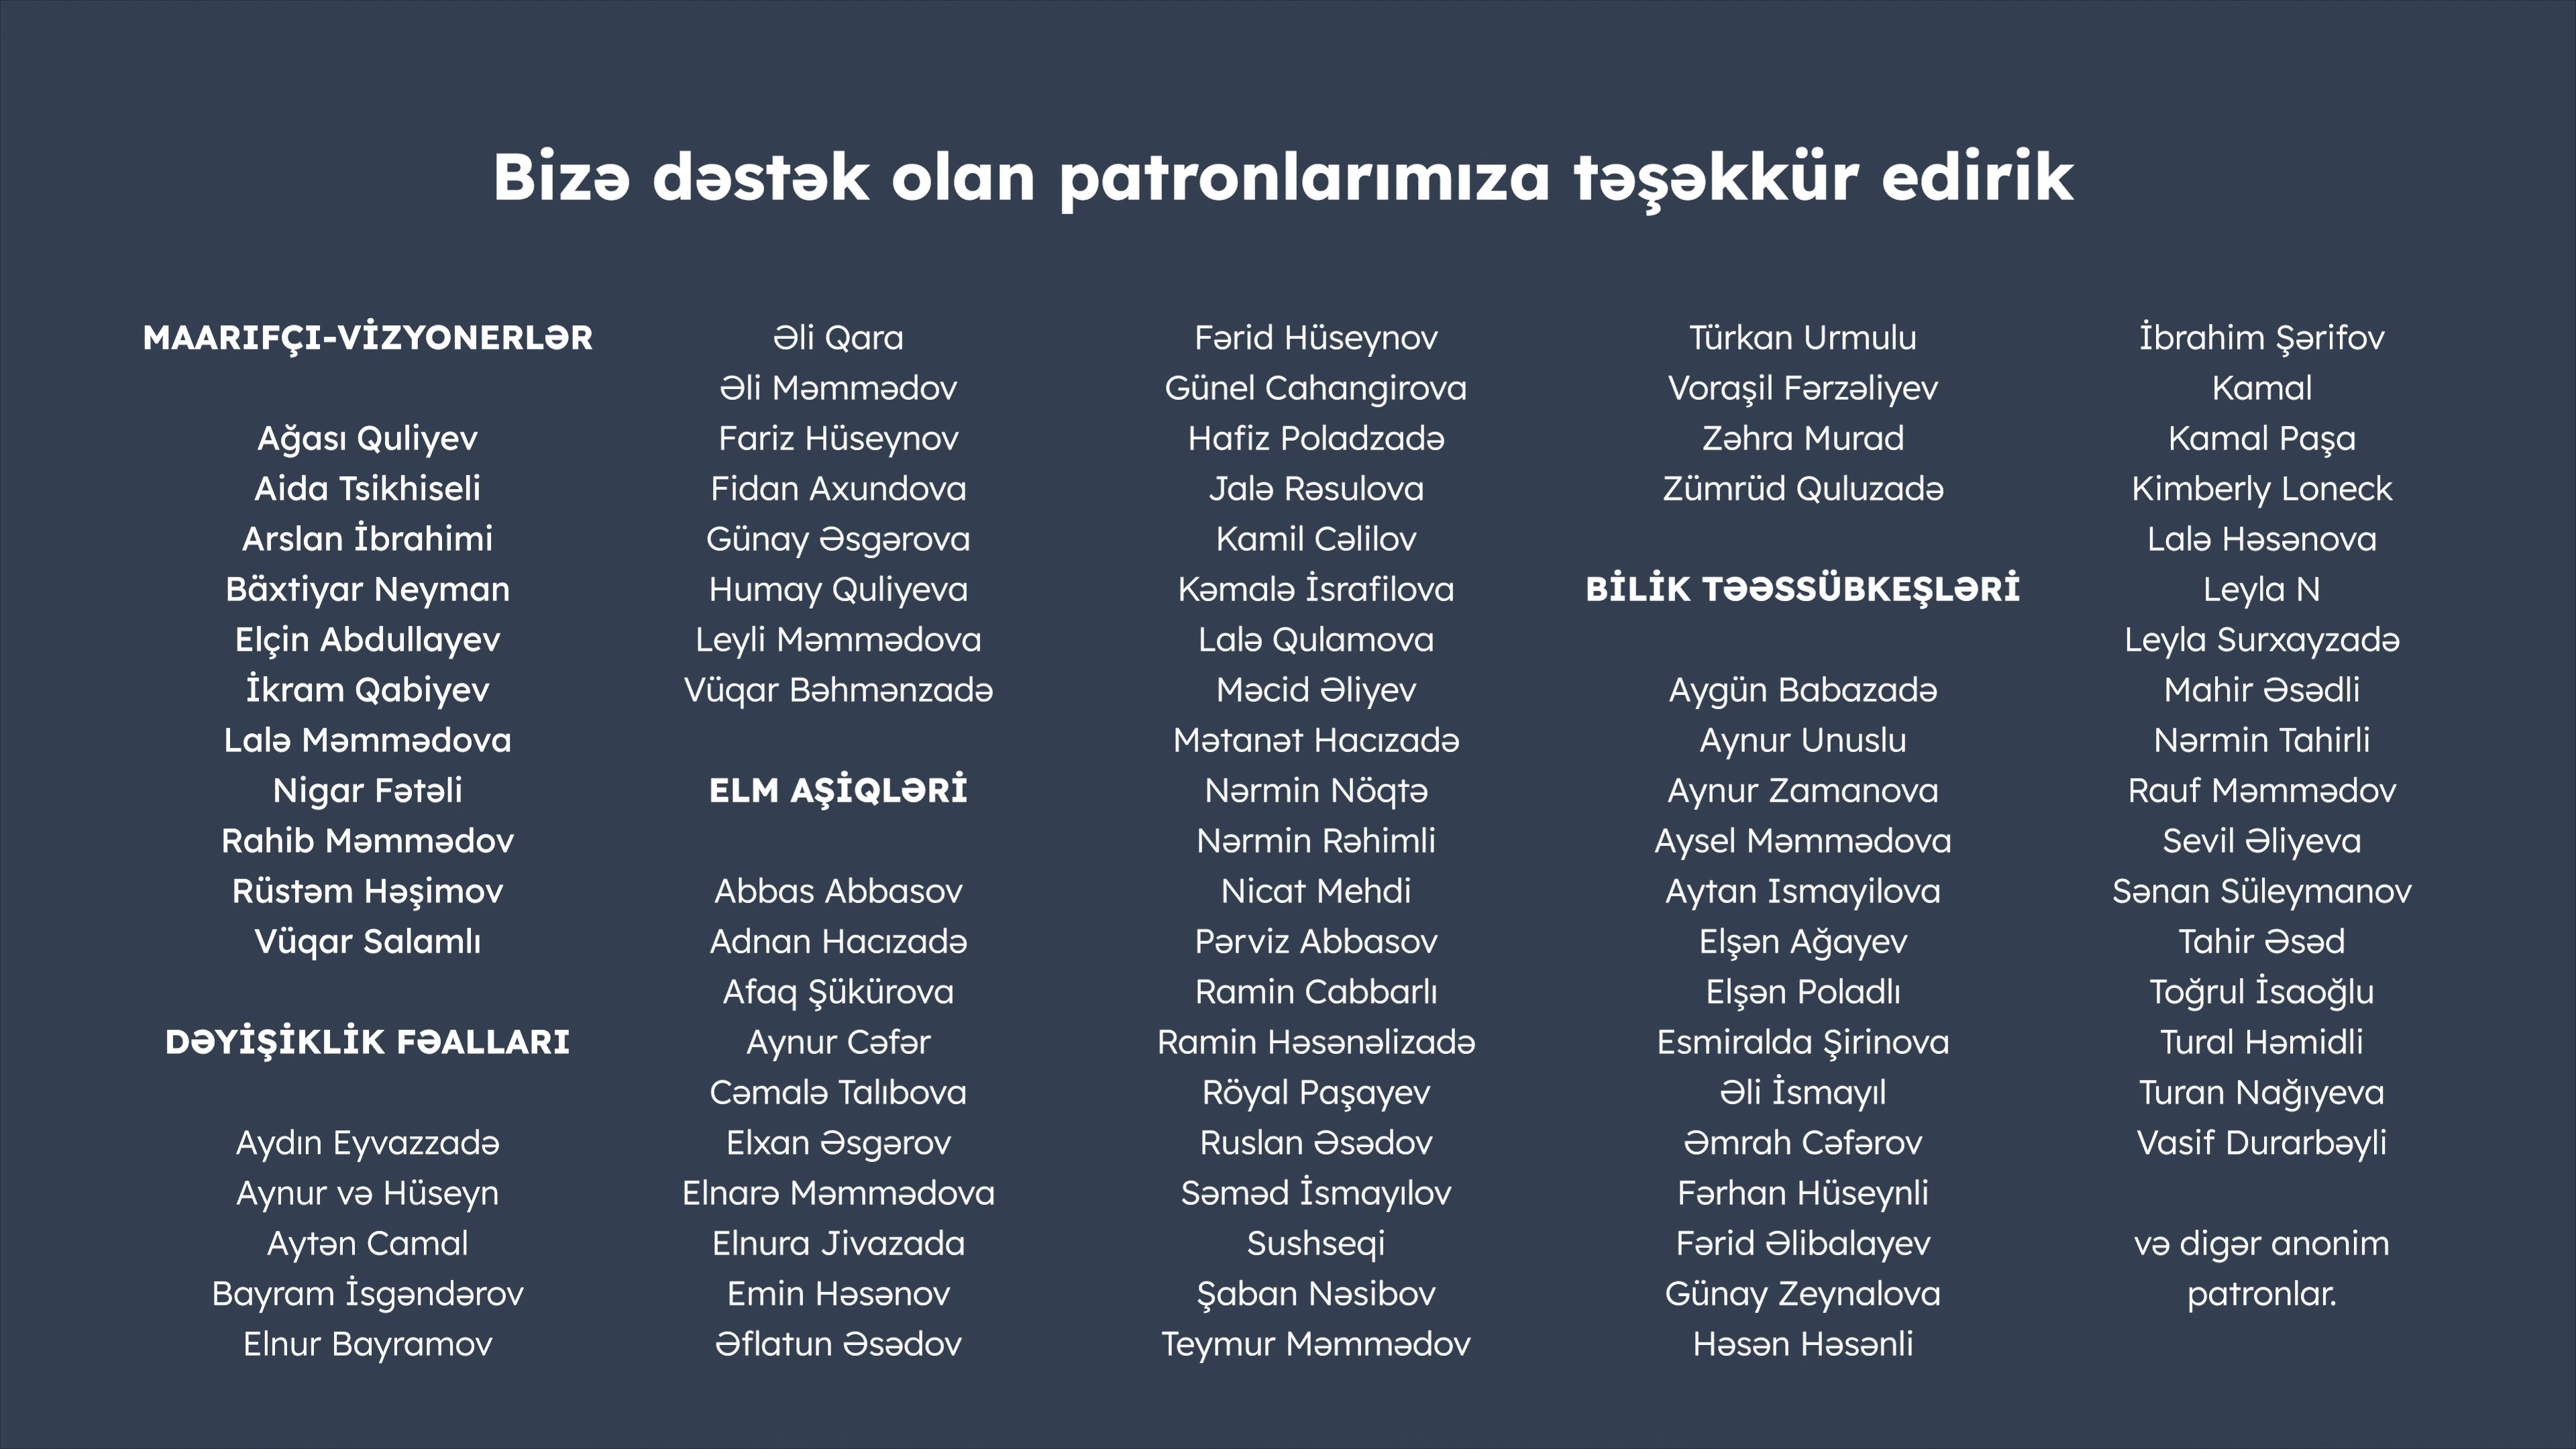 Bizə dəstək olan patronlarımıza təşəkkür edirik
MAARIFÇI-VİZYONERLƏR
Ağası Quliyev
Aida Tsikhiseli
Arslan İbrahimi
Bäxtiyar Neyman
Elçin Abdullayev
İkram Qabiyev
Lalə Məmmədova
Nigar Fətəli
Rahib Məmmədov
Rüstəm Həşimov
Vüqar Salamlı
DƏYİŞİKLİK FƏALLARI
Aydın Eyvazzadə
Aynur və Hüseyn
Aytən Camal
Bayram İsgəndərov
Elnur Bayramov
Əli Qara
Əli Məmmədov
Fariz Hüseynov
Fidan Axundova
Günay Əsgərova
Humay Quliyeva
Leyli Məmmədova
Vüqar Bəhmənzadə
ELM AŞİQLƏRİ
Abbas Abbasov
Adnan Hacızadə
Afaq Şükürova
Aynur Cəfər
Cəmalə Talıbova
Elxan Əsgərov
Elnarə Məmmədova
Elnura Jivazada
Emin Həsənov
Əflatun Əsədov
Fərid Hüseynov
Günel Cahangirova
Hafiz Poladzadə
Jalə Rəsulova
Kamil Cəlilov
Kəmalə İsrafilova
Lalə Qulamova
Məcid Əliyev
Mətanət Hacızadə
Nərmin Nöqtə
Nərmin Rəhimli
Nicat Mehdi
Pərviz Abbasov
Ramin Cabbarlı
Ramin Həsənəlizadə
Röyal Paşayev
Ruslan Əsədov
Səməd İsmayılov
Sushseqi
Şaban Nəsibov
Teymur Məmmədov
Türkan Urmulu
Voraşil Fərzəliyev
Zəhra Murad
Zümrüd Quluzadə
BİLİK TƏƏSSÜBKEŞLƏRİ
Aygün Babazadə
Aynur Unuslu
Aynur Zamanova
Aysel Məmmədova
Aytan Ismayilova
Elşən Ağayev
Elşən Poladlı
Esmiralda Şirinova
Əli İsmayıl
Əmrah Cəfərov
Fərhan Hüseynli
Fərid Əlibalayev
Günay Zeynalova
Həsən Həsənli
İbrahim Şərifov
Kamal
Kamal Paşa
Kimberly Loneck
Lalə Həsənova
Leyla N
Leyla Surxayzadə
Mahir Əsədli
Nərmin Tahirli
Rauf Məmmədov
Sevil Əliyeva
Sənan Süleymanov
Tahir Əsəd
Toğrul İsaoğlu
Tural Həmidli
Turan Nağıyeva
Vasif Durarbəyli
və digər anonim
patronlar.